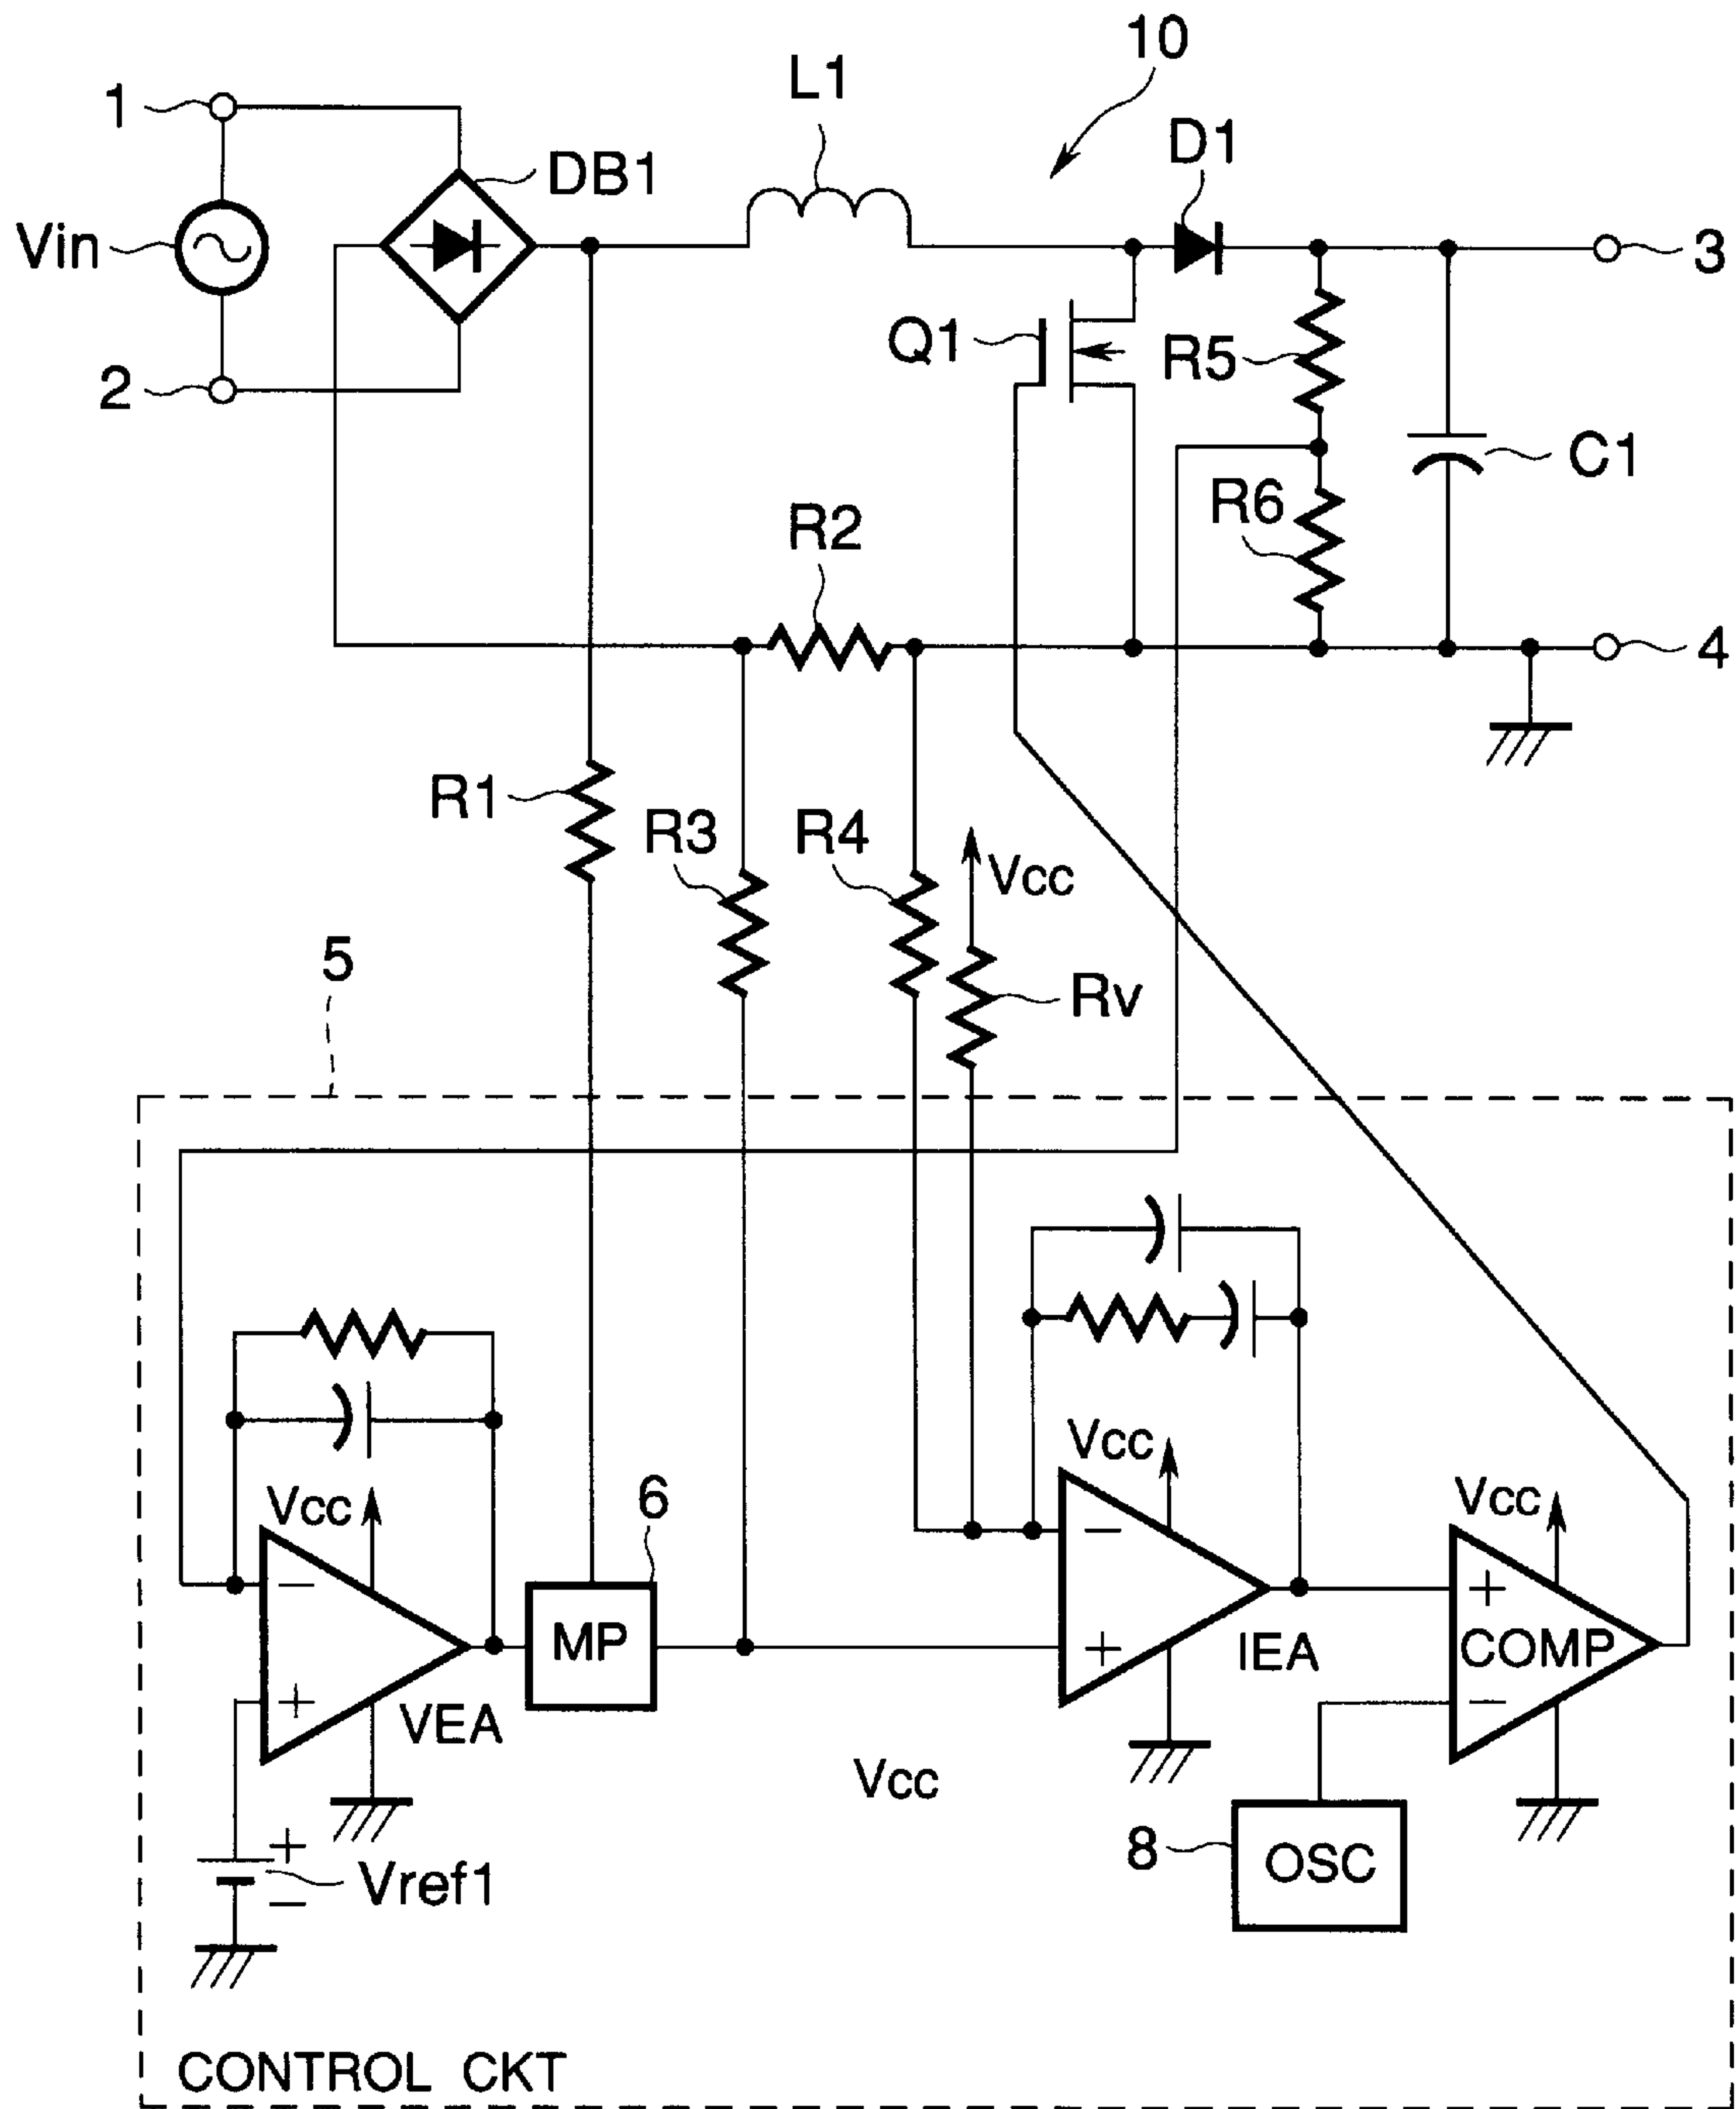 10
L1
1
D1
DB1
Vin
3
Q1
R5
2
C1
R6
R2
4
R1
R3
R4
Vcc
5
Rv
Vcc
Vcc
Vcc
6
−
−
+
MP
+
IEA
COMP
+
VEA
−
Vcc
+
8
OSC
Vref1
−
CONTROL CKT